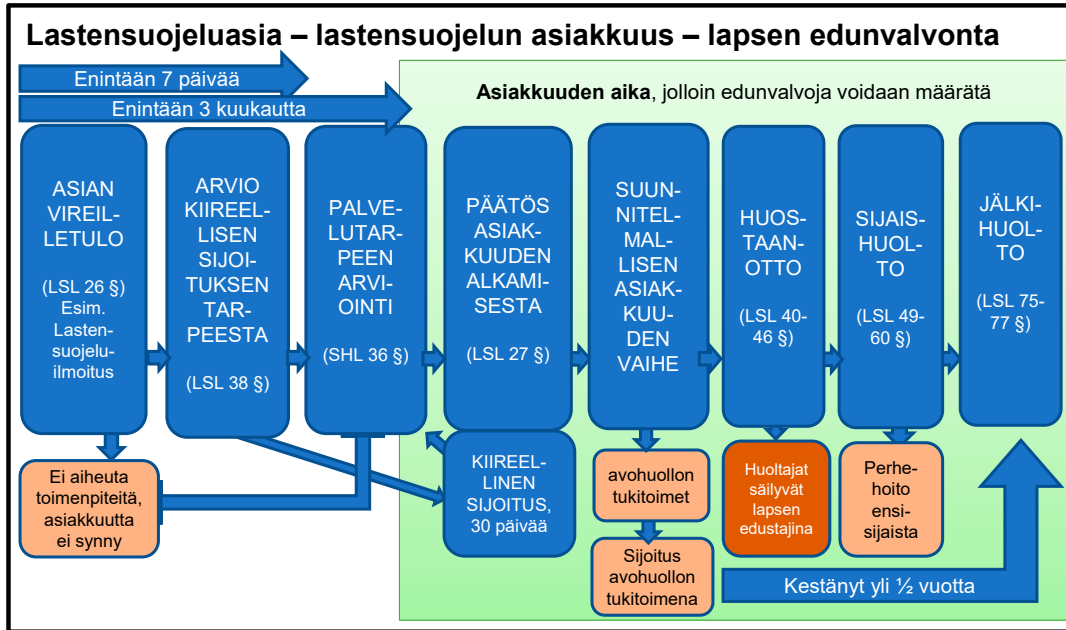 Lastensuojeluasia – lastensuojelun asiakkuus – lapsen edunvalvonta
Enintään 7 päivää
Enintään 3 kuukautta
Asiakkuuden aika, jolloin edunvalvoja voidaan määrätä
ASIAN
VIREIL-
LETULO
(LSL 26 §)
Esim.
Lasten-
suojelu-
ilmoitus
ARVIO
KIIREEL-
LISEN
SIJOI-
TUKSEN
TAR-
PEESTA
(LSL 38 §)
PALVE-
LUTAR-
PEEN
ARVI-
OINTI
(SHL 36 §)
PÄÄTÖS
ASIAK-
KUUDEN
ALKAMI-
SESTA
(LSL 27 §)
SUUN-
NITEL-
MAL-
LISEN
ASIAK-
KUU-
DEN
VAIHE
HUOS-
TAAN-
OTTO
(LSL 40-
46 §)
SIJAIS-
HUOL-
TO
(LSL 49-
60 §)
JÄLKI-
HUOL-
TO
(LSL 75-
77 §)
Ei aiheuta
toimenpiteitä,
asiakkuutta
ei synny
KIIREEL-
LINEN
SIJOITUS,
30 päivää
avohuollon
tukitoimet
Sijoitus
avohuollon
tukitoimena
Huoltajat
säilyvät
lapsen
edustajina
Perhe-
hoito
ensi-
sijaista
Kestänyt yli ½ vuotta